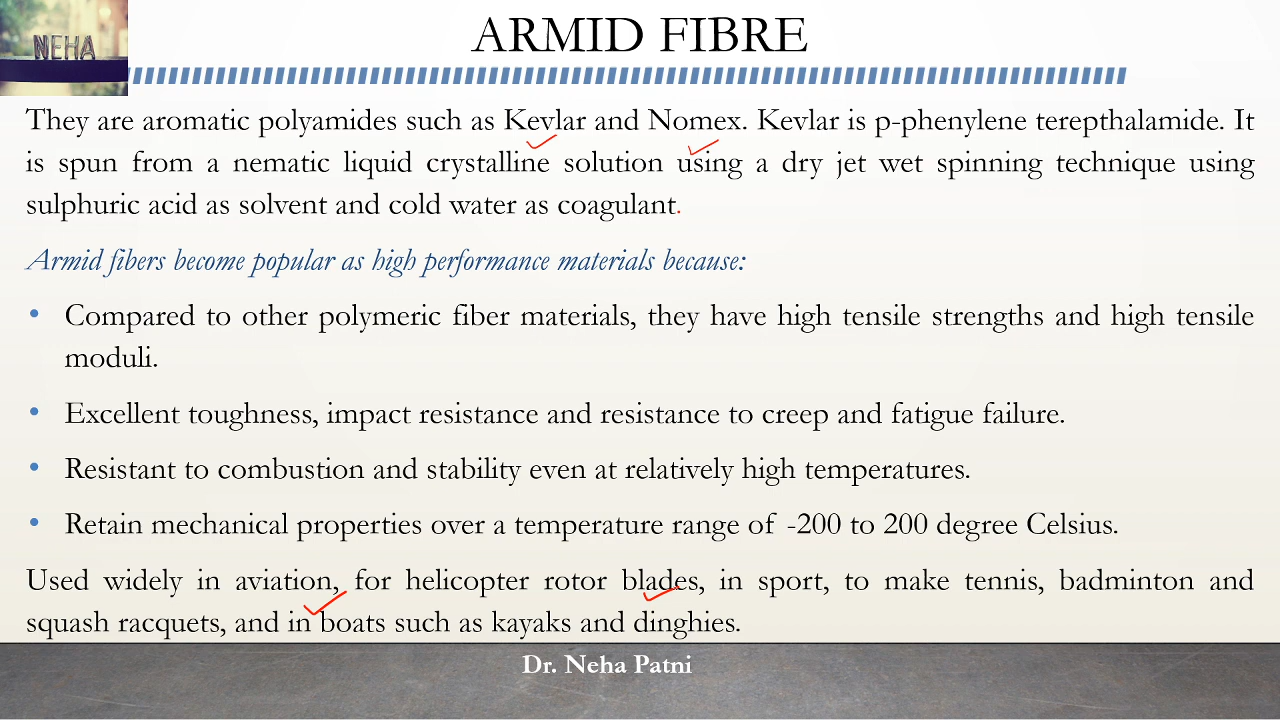 NEHA
ARMID FIBRE
They are aromatic polyamides such as Kevlar and Nomex. Kevlar is p-phenylene terepthalamide. It
is spun from a nematic liquid crystalline solution using a dry jet wet spinning technique using
sulphuric acid as solvent and cold water as coagulant.
Armid fibers become popular as high performance materials because:
• Compared to other polymeric fiber materials, they have high tensile strengths and high tensile
moduli.
• Excellent toughness, impact resistance and resistance to creep and fatigue failure.
• Resistant to combustion and stability even at relatively high temperatures.
• Retain mechanical properties over a temperature range of -200 to 200 degree Celsius.
Used widely in aviation, for helicopter rotor blades, in sport, to make tennis, badminton and
squash racquets, and in boats such as kayaks and dinghies.
Dr. Neha Patni